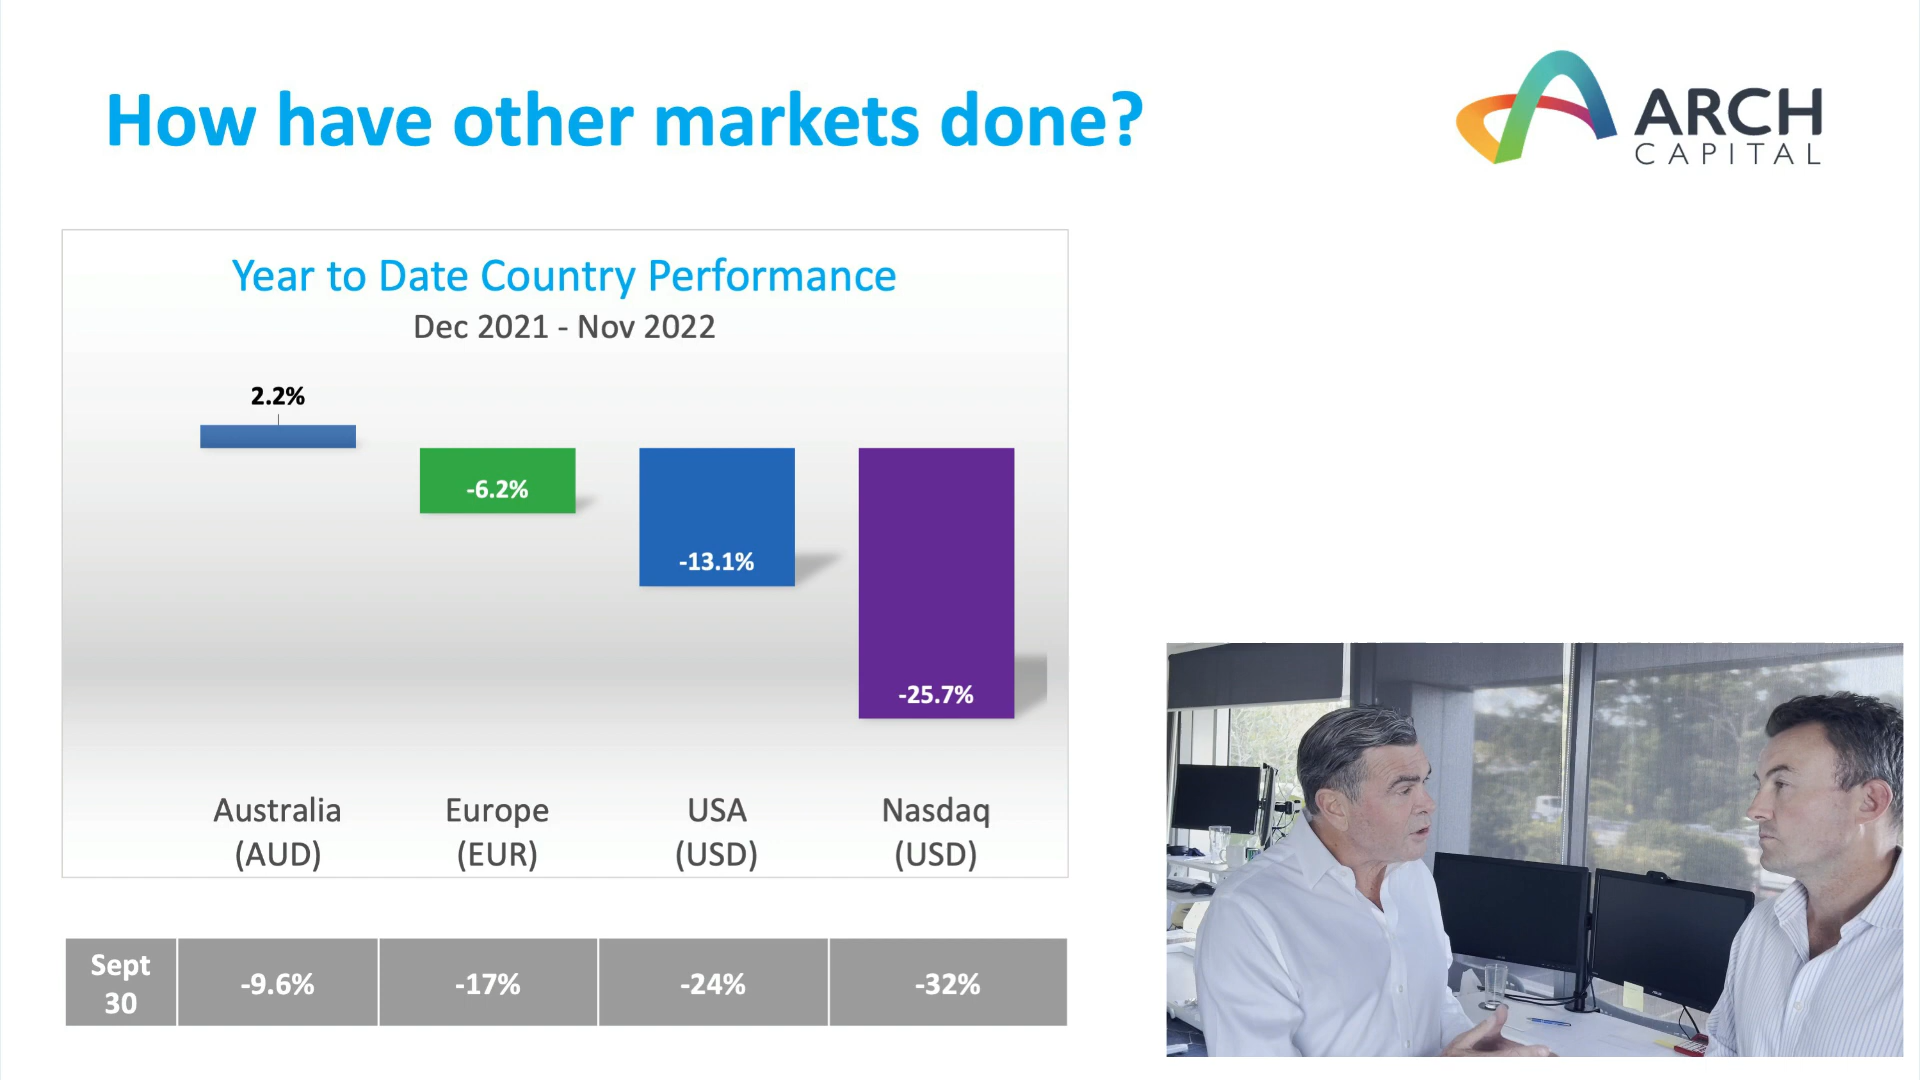 How have other markets done?
ARCH
CAPITAL
Year to Date Country Performance
Dec 2021 - Nov 2022
2.2%
-6.2%
-13.1%
-25.7%
Australia
(AUD)
Europe
(EUR)
USA
(USD)
Nasdaq
(USD)
Sept
30
-9.6%
-17%
-24%
-32%